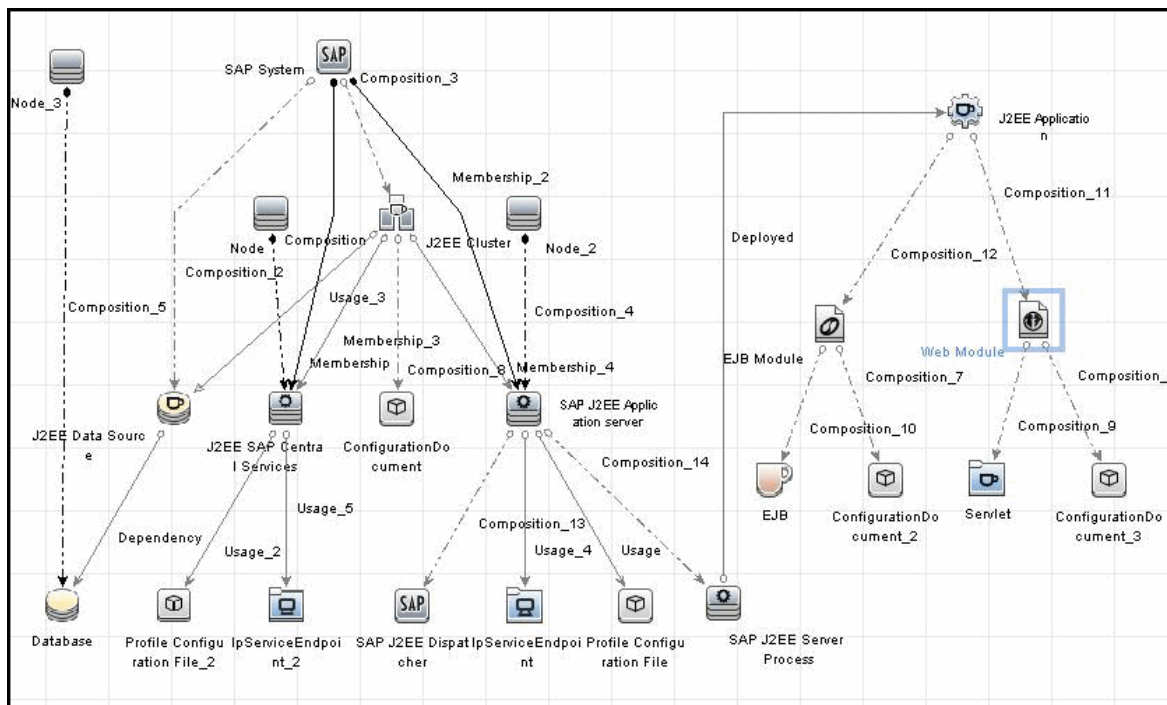 SAP
SAP System
Composition_3
Node_3
J2EE Applicatio
n
Membership_2
Composition_11
Node
Composition
J2EE Cluster
Node_2
Deployed
Composition_12
Composition_2
Composition_5
Usage_3
Composition_4
Membership_3
EJB Module
Web Module
Membership
Composition_8
Membership_4
Composition_7
Composition_
J2EE Data Sourc
e
J2EE SAP Centra
l Services
ConfigurationDo
cument
SAP J2EE Applic
ation server
Composition_10
Composition_9
Composition_14
Usage_5
EJB
ConfigurationDo
cument_2
Servlet
ConfigurationDo
cument_3
Dependency
Usage_2
Composition_13
Usage_4
Usage
SAP
Database
Profile Configu
ration File_2
IpServiceEndpoi
nt_2
SAP J2EE Dispat
cher
IpServiceEndpoi
nt
Profile Configu
ration File
SAP J2EE Server
Process